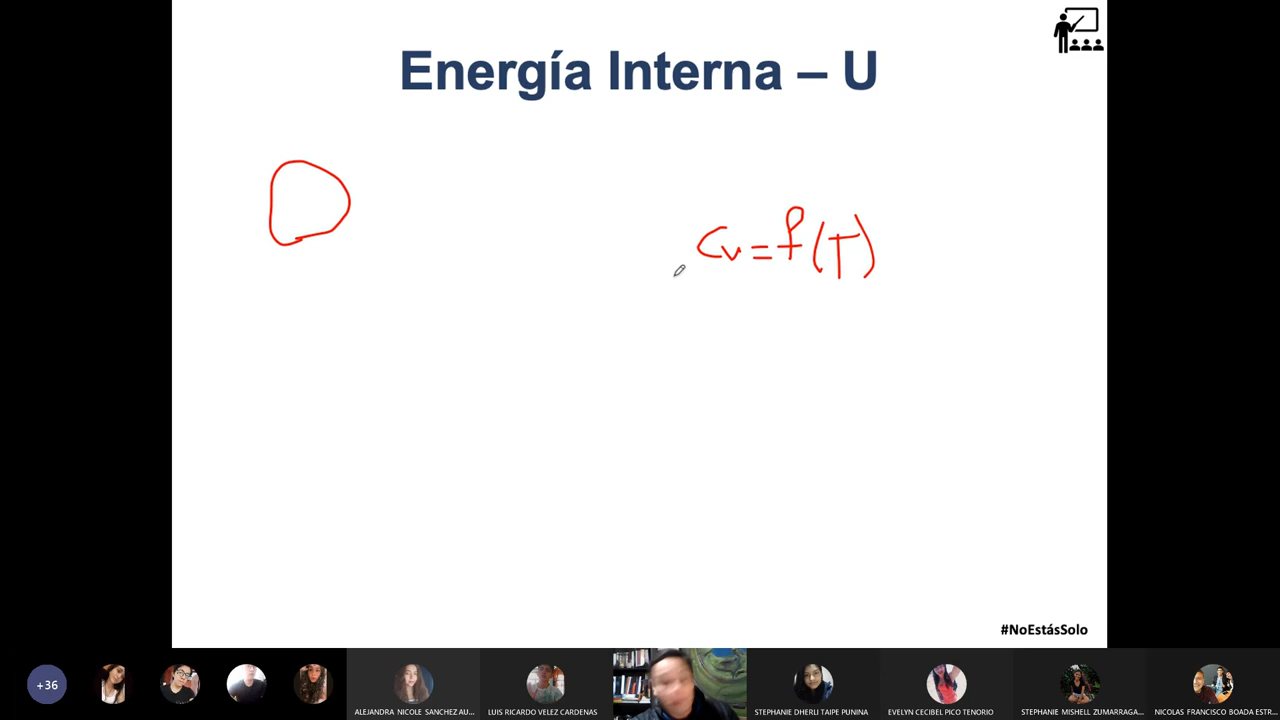 Energía Interna – U
Cv = f(T)
#NoEstásSolo
+36
ALEJANDRA NICOLE SANCHEZ AU...
LUIS RICARDO VELEZ CARDENAS
STEPHANIE DHERLI TAIPE PUNINA
EVELYN CECIBEL PICO TENORIO
STEPHANIE MISHELL ZUMARRAGA...
NICOLAS FRANCISCO BOADA ESTR...